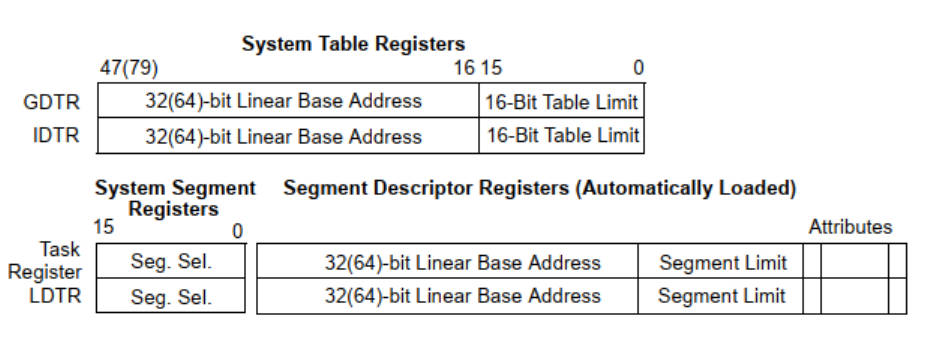 System Table Registers
47(79) 16 15 0
GDTR 32(64)-bit Linear Base Address 16-Bit Table Limit
IDTR 32(64)-bit Linear Base Address 16-Bit Table Limit
System Segment Segment Descriptor Registers (Automatically Loaded)
Registers
15 0 Attributes
Task
Register Seg. Sel. 32(64)-bit Linear Base Address Segment Limit
LDTR Seg. Sel. 32(64)-bit Linear Base Address Segment Limit